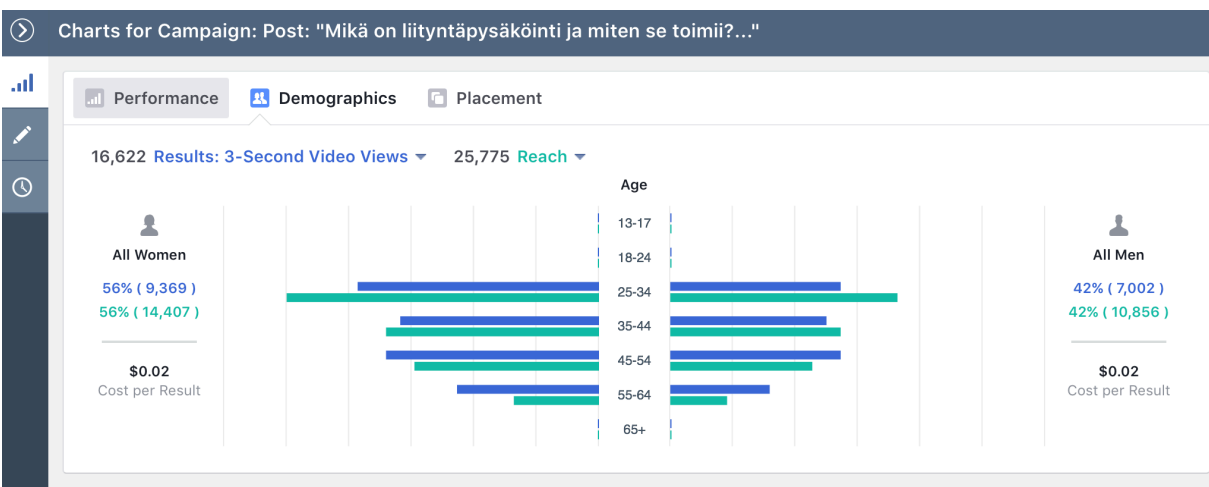 Charts for Campaign: Post: "Mikä on liityntäpysäköinti ja miten se toimii?..."
Performance Demographics Placement
16,622 Results: 3-Second Video Views 25,775 Reach
Age
13-17
18-24
25-34
35-44
45-54
55-64
65+
All Women
56% ( 9,369 )
56% ( 14,407 )
$0.02
Cost per Result
All Men
42% ( 7,002 )
42% ( 10,856 )
$0.02
Cost per Result